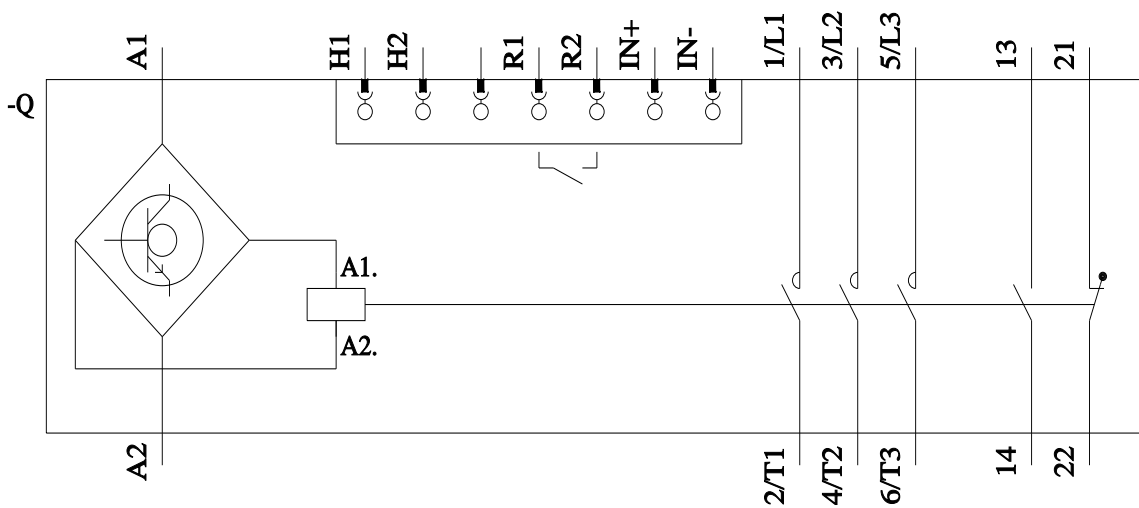 A1
H1
H2
R1
R2
IN+
IN-
1/L1
3/L2
5/L3
13
21
-Q
A1.
A2.
A2
2/T1
4/T2
6/T3
14
22